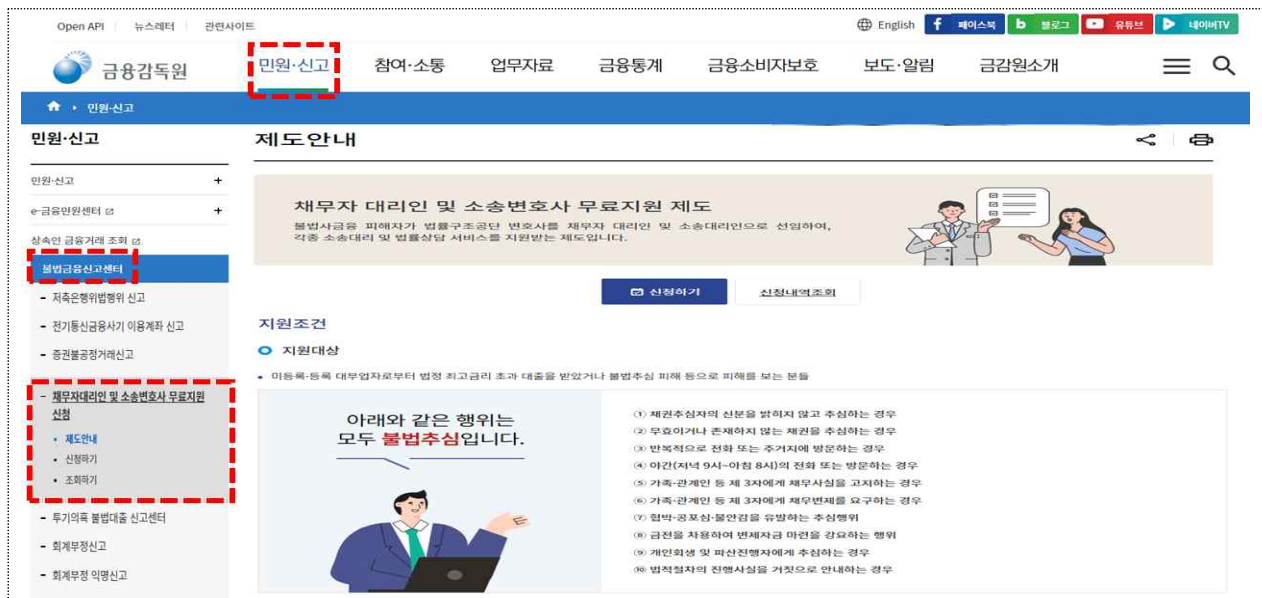 Open API 뉴스레터 관련사이트
English 페이스북 블로그 유튜브 네이버TV
금융감독원
민원·신고 참여·소통 업무자료 금융통계 금융소비자보호 보도·알림 금감원소개
민원·신고
민원·신고
민원·신고 +
e-금융민원센터 +
상속인 금융거래 조회
불법금융신고센터
- 저축은행위법행위 신고
- 전기통신금융사기 이용계좌 신고
- 증권불공정거래신고
- 채무자대리인 및 소송변호사 무료지원
신청
• 제도안내
• 신청하기
• 조회하기
- 투기의혹 불법대출 신고센터
- 회계부정신고
- 회계부정 익명신고
제도안내
채무자 대리인 및 소송변호사 무료지원 제도
불법사금융 피해자가 법률구조공단 변호사를 채무자 대리인 및 소송대리인으로 선임하여,
각종 소송대리 및 법률상담 서비스를 지원받는 제도입니다.
신청하기 신청내역조회
지원조건
지원대상
• 미등록·등록 대부업자로부터 법정 최고금리 초과 대출을 받았거나 불법추심 피해 등으로 피해를 보는 분들
아래와 같은 행위는
모두 불법추심입니다.
① 채권추심자의 신분을 밝히지 않고 추심하는 경우
② 무효이거나 존재하지 않는 채권을 추심하는 경우
③ 반복적으로 전화 또는 주거지에 방문하는 경우
④ 야간(저녁 9시~아침 8시)의 전화 또는 방문하는 경우
⑤ 가족·관계인 등 제 3자에게 채무사실을 고지하는 경우
⑥ 가족·관계인 등 제 3자에게 채무변제를 요구하는 경우
⑦ 협박·공포심·불안감을 유발하는 추심행위
⑧ 금전을 차용하여 변제자금 마련을 강요하는 행위
⑨ 개인회생 및 파산진행자에게 추심하는 경우
⑩ 법적절차의 진행사실을 거짓으로 안내하는 경우